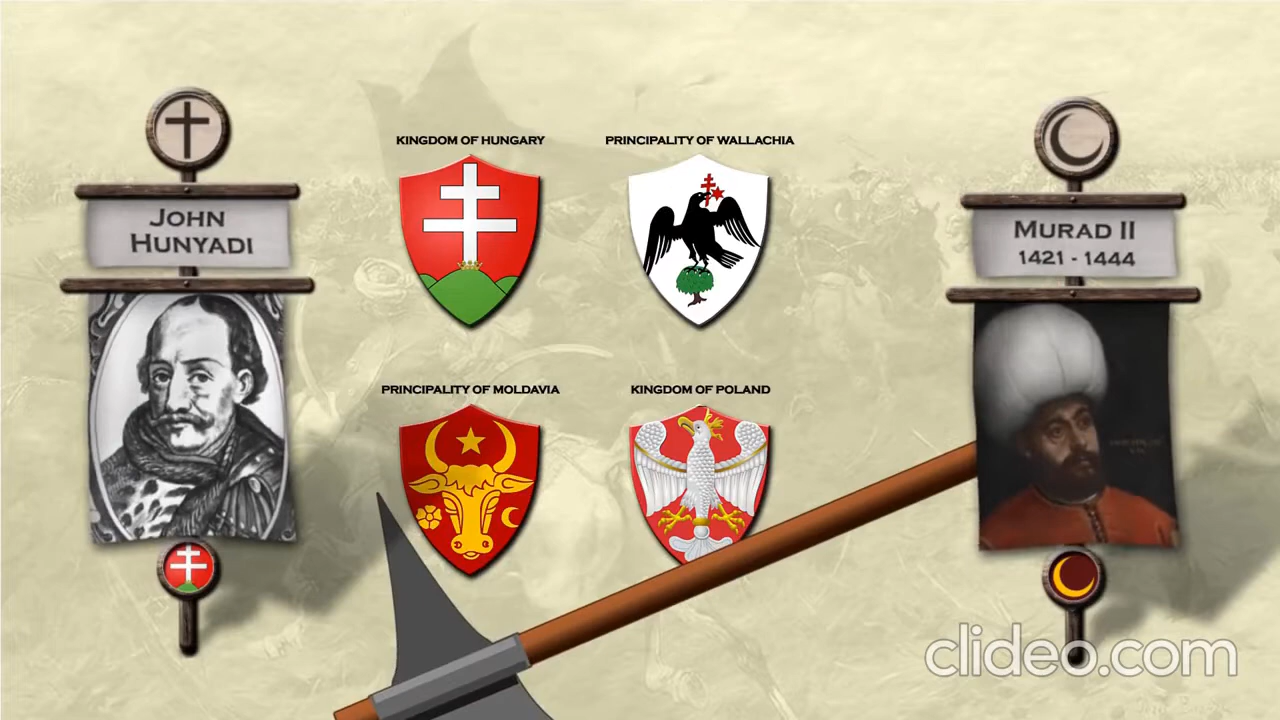 KINGDOM OF HUNGARY
PRINCIPALITY OF WALLACHIA
JOHN
HUNYADI
MURAD II
1421 - 1444
PRINCIPALITY OF MOLDAVIA
KINGDOM OF POLAND
clideo.com